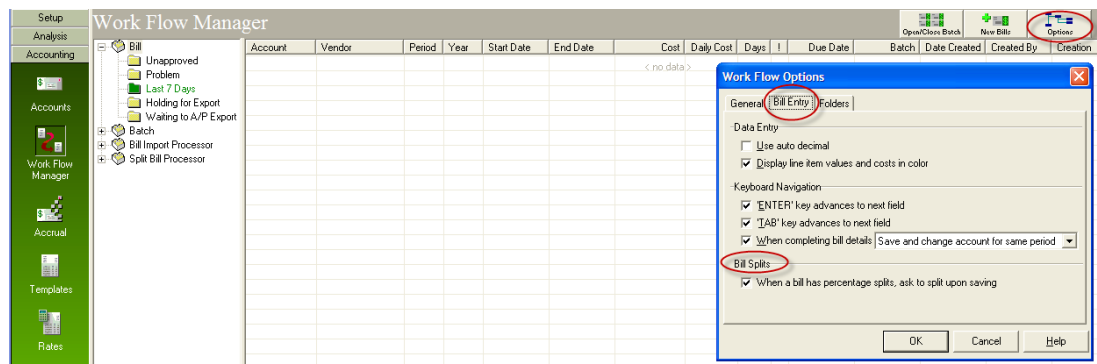 Setup
Analysis
Accounting
Accounts
Work Flow
Manager
Accrual
Templates
Rates
Work Flow Manager
Open/Close Batch
New Bills
Options
Bill
Unapproved
Problem
Last 7 Days
Holding for Export
Waiting to A/P Export
Batch
Bill Import Processor
Split Bill Processor
Account Vendor Period Year Start Date End Date Cost Daily Cost Days ! Due Date Batch Date Created Created By Creation
< no data >
Work Flow Options
General Bill Entry Folders
Data Entry
Use auto decimal
Display line item values and costs in color
Keyboard Navigation
'ENTER' key advances to next field
'TAB' key advances to next field
When completing bill details Save and change account for same period
Bill Splits
When a bill has percentage splits, ask to split upon saving
OK Cancel Help